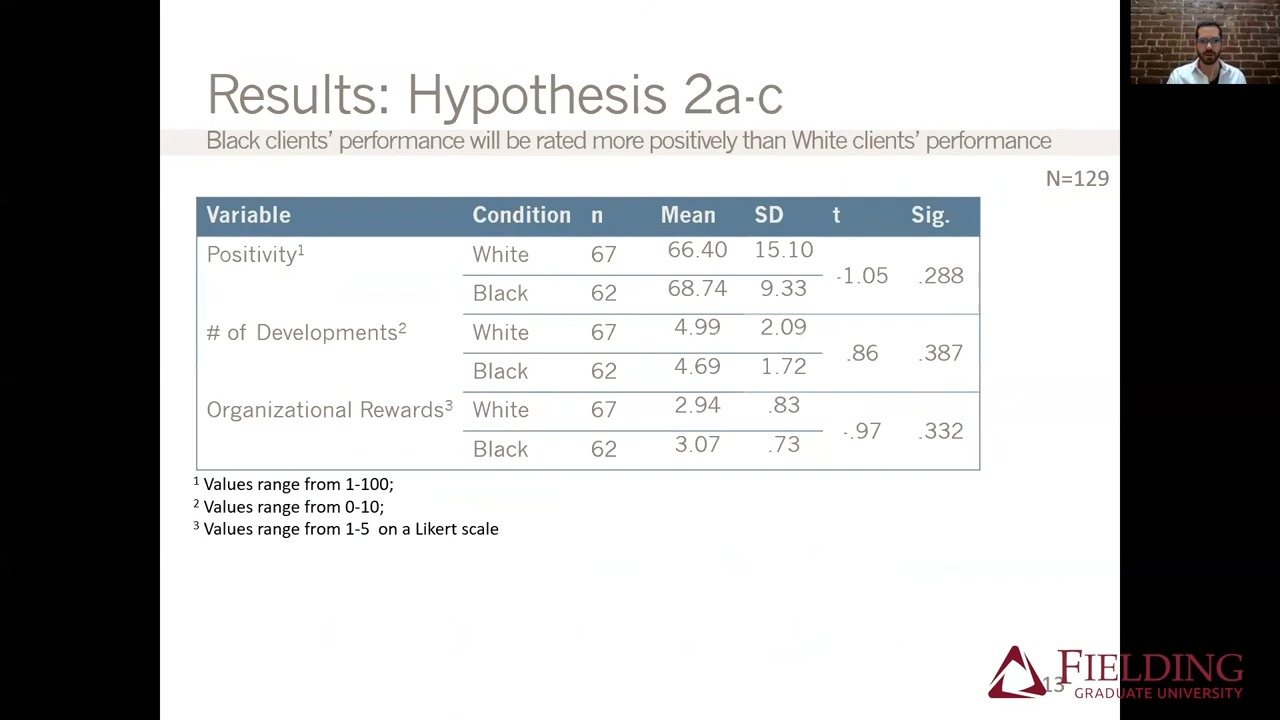 Results: Hypothesis 2a-c
Black clients’ performance will be rated more positively than White clients’ performance
N=129
Variable Condition n Mean SD t Sig.
Positivity¹ White 67 66.40 15.10 -1.05 .288
Black 62 68.74 9.33
# of Developments² White 67 4.99 2.09 .86 .387
Black 62 4.69 1.72
Organizational Rewards³ White 67 2.94 .83 -.97 .332
Black 62 3.07 .73
¹ Values range from 1-100;
² Values range from 0-10;
³ Values range from 1-5 on a Likert scale
FIELDING
13
GRADUATE UNIVERSITY